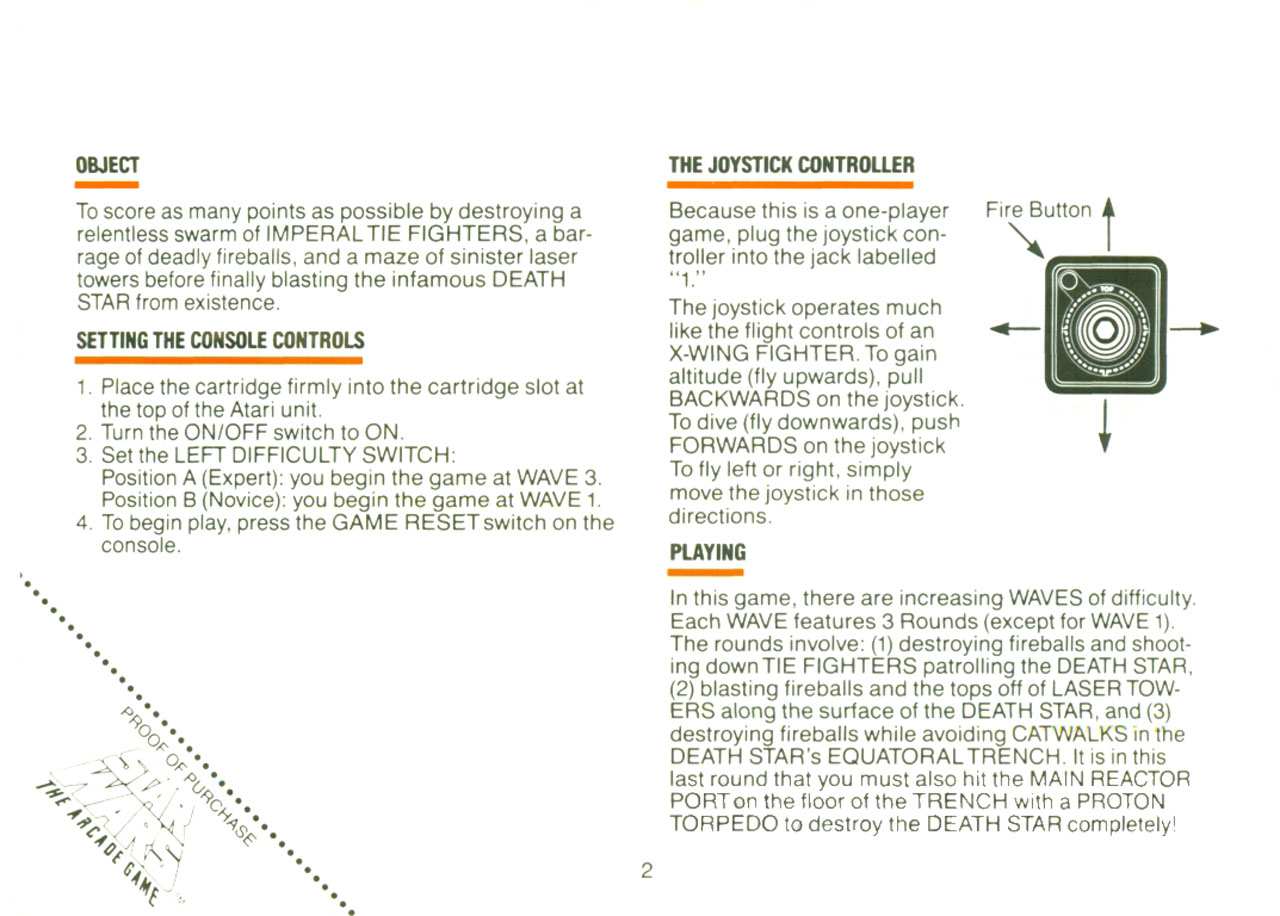 OBJECT
To score as many points as possible by destroying a
relentless swarm of IMPERAL TIE FIGHTERS, a bar-
rage of deadly fireballs, and a maze of sinister laser
towers before finally blasting the infamous DEATH
STAR from existence.
SETTING THE CONSOLE CONTROLS
1. Place the cartridge firmly into the cartridge slot at
the top of the Atari unit.
2. Turn the ON/OFF switch to ON.
3. Set the LEFT DIFFICULTY SWITCH:
Position A (Expert): you begin the game at WAVE 3.
Position B (Novice): you begin the game at WAVE 1.
4. To begin play, press the GAME RESET switch on the
console.
PROOF OF PURCHASE
STAR
WARS
THE ARCADE GAME
THE JOYSTICK CONTROLLER
Because this is a one-player
game, plug the joystick con-
troller into the jack labelled
"1."
The joystick operates much
like the flight controls of an
X-WING FIGHTER. To gain
altitude (fly upwards), pull
BACKWARDS on the joystick.
To dive (fly downwards), push
FORWARDS on the joystick
To fly left or right, simply
move the joystick in those
directions.
Fire Button
TOP
PLAYING
In this game, there are increasing WAVES of difficulty.
Each WAVE features 3 Rounds (except for WAVE 1).
The rounds involve: (1) destroying fireballs and shoot-
ing down TIE FIGHTERS patrolling the DEATH STAR,
(2) blasting fireballs and the tops off of LASER TOW-
ERS along the surface of the DEATH STAR, and (3)
destroying fireballs while avoiding CATWALKS in the
DEATH STAR's EQUATORAL TRENCH. It is in this
last round that you must also hit the MAIN REACTOR
PORT on the floor of the TRENCH with a PROTON
TORPEDO to destroy the DEATH STAR completely!
2